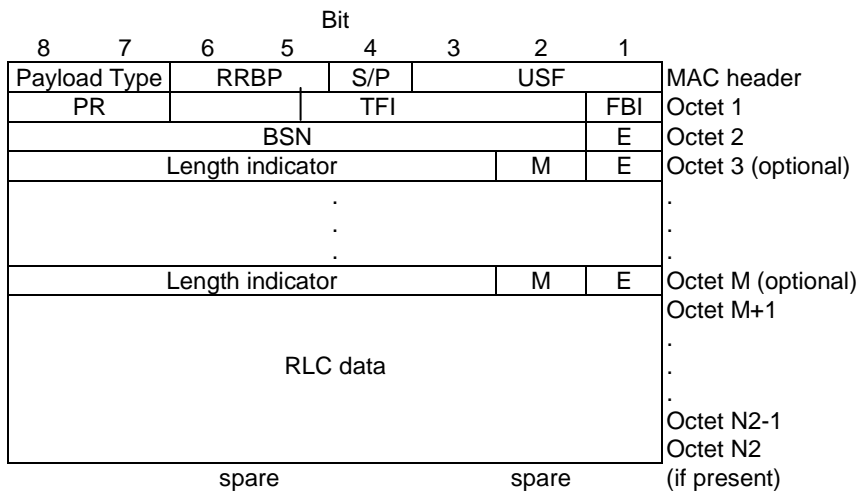 Bit
8 7 6 5 4 3 2 1
Payload Type RRBP S/P USF MAC header
PR TFI FBI Octet 1
BSN E Octet 2
Length indicator M E Octet 3 (optional)
. .
. .
. .
Length indicator M E Octet M (optional)
Octet M+1
.
RLC data .
.
Octet N2-1
Octet N2
spare spare (if present)